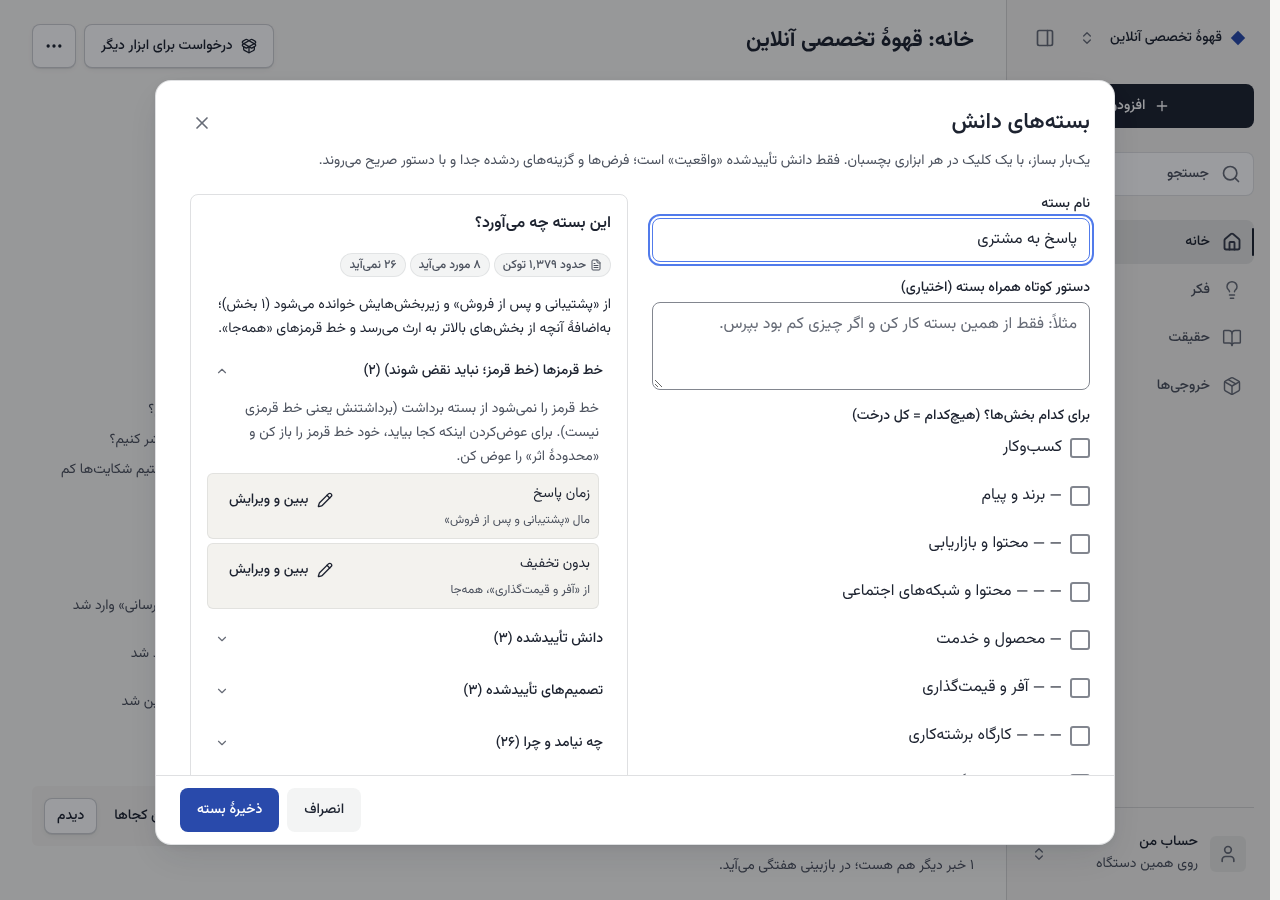 قهوهٔ تخصصی آنلاین
خانه: قهوهٔ تخصصی آنلاین
درخواست برای ابزار دیگر
جستجو
خانه
فکر
حقیقت
خروجی‌ها
بسته‌های دانش
یک‌بار بساز، با یک کلیک در هر ابزاری بچسبان. فقط دانش تأییدشده «واقعیت» است؛ فرض‌ها و گزینه‌های ردشده جدا و با دستور صریح می‌روند.
نام بسته
پاسخ به مشتری
دستور کوتاه همراه بسته (اختیاری)
مثلاً: فقط از همین بسته کار کن و اگر چیزی کم بود بپرس.
برای کدام بخش‌ها؟ (هیچ‌کدام = کل درخت)
کسب‌وکار
— برند و پیام
— — محتوا و بازاریابی
— — — محتوا و شبکه‌های اجتماعی
— محصول و خدمت
— — آفر و قیمت‌گذاری
— — — کارگاه برشته‌کاری
این بسته چه می‌آورد؟
حدود ۱,۳۷۹ توکن
۸ مورد می‌آید
۲۶ نمی‌آید
از «پشتیبانی و پس از فروش» و زیربخش‌هایش خوانده می‌شود (۱ بخش)؛
به‌اضافهٔ آنچه از بخش‌های بالاتر به ارث می‌رسد و خط قرمزهای «همه‌جا».
خط قرمزها (خط قرمز؛ نباید نقض شوند) (۲)
خط قرمز را نمی‌شود از بسته برداشت (برداشتنش یعنی خط قرمزی
نیست). برای عوض‌کردن اینکه کجا بیاید، خود خط قرمز را باز کن و
«محدودهٔ اثر» را عوض کن.
زمان پاسخ
مال «پشتیبانی و پس از فروش»
ببین و ویرایش
بدون تخفیف
از «آفر و قیمت‌گذاری»، همه‌جا
ببین و ویرایش
دانش تأییدشده (۳)
تصمیم‌های تأییدشده (۳)
چه نیامد و چرا (۲۶)
انصراف
ذخیرهٔ بسته
کنیم؟
شکایت‌ها کم
وارد شد
شد
شد
کجاها
دیدم
۱ خبر دیگر هم هست؛ در بازبینی هفتگی می‌آید.
حساب من
روی همین دستگاه